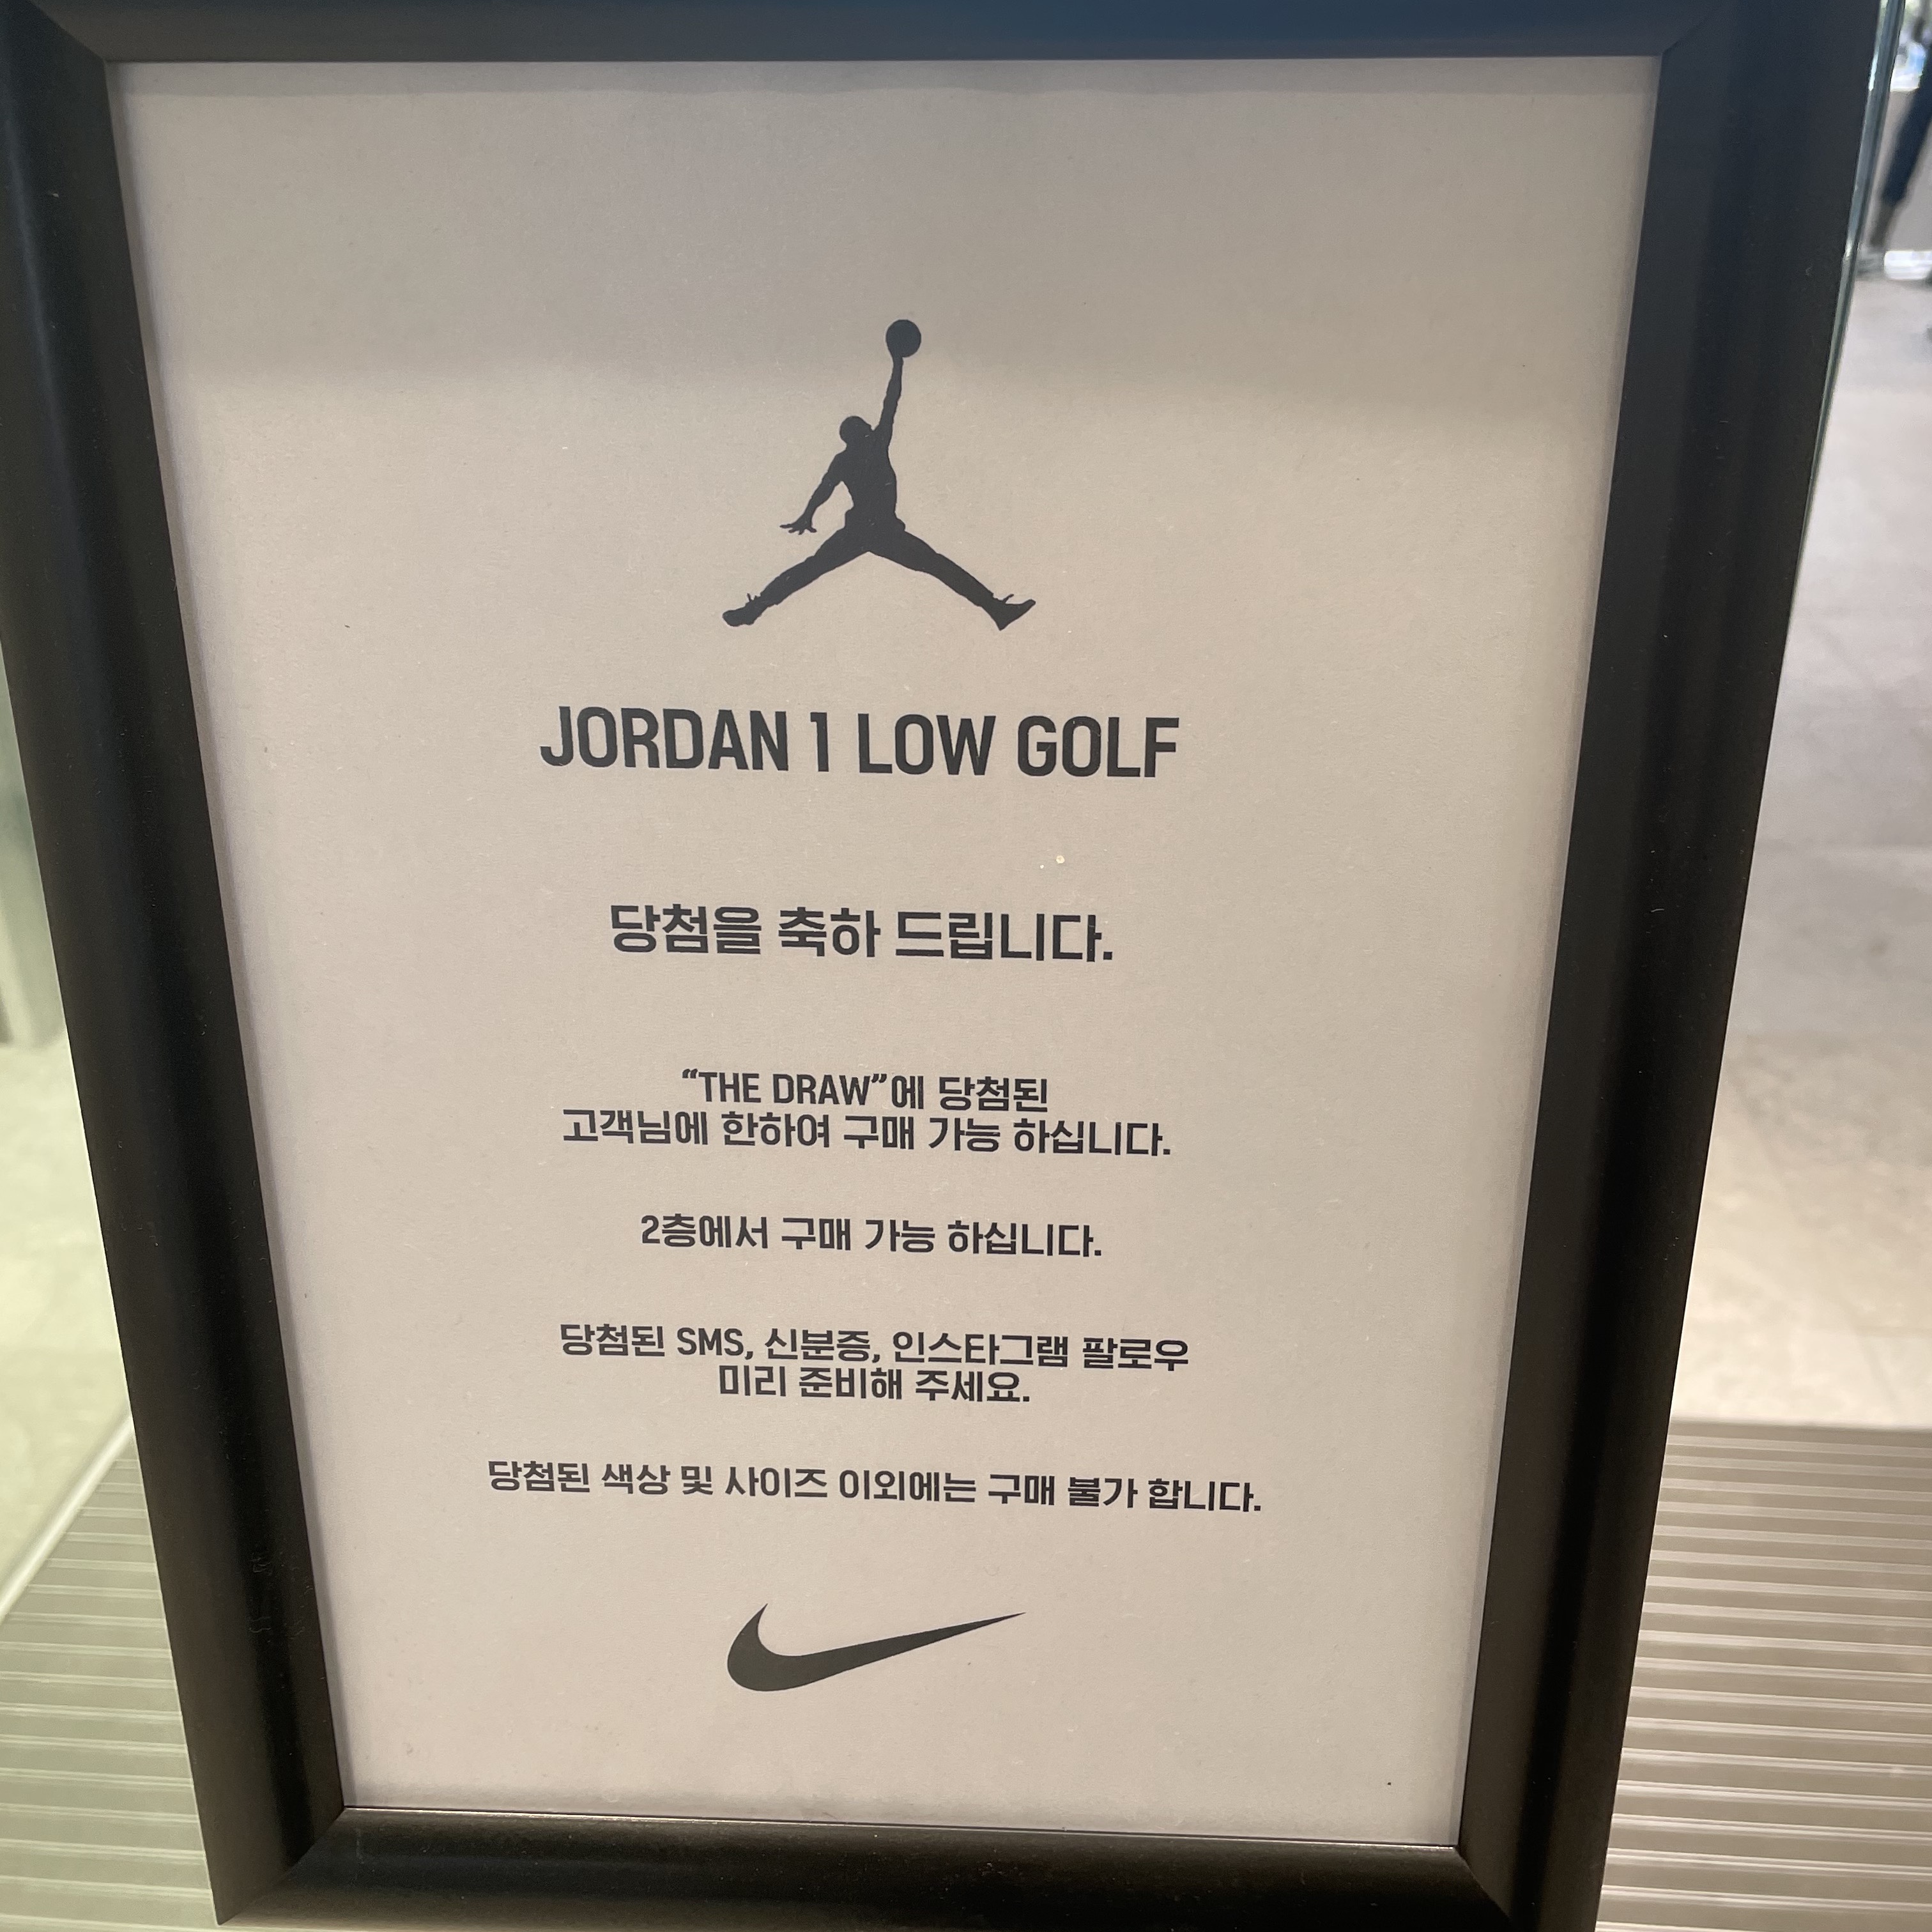 JORDAN 1 LOW GOLF
당첨을 축하 드립니다.
“THE DRAW”에 당첨된
고객님에 한하여 구매 가능 하십니다.
2층에서 구매 가능 하십니다.
당첨된 SMS, 신분증, 인스타그램 팔로우
미리 준비해 주세요.
당첨된 색상 및 사이즈 이외에는 구매 불가 합니다.